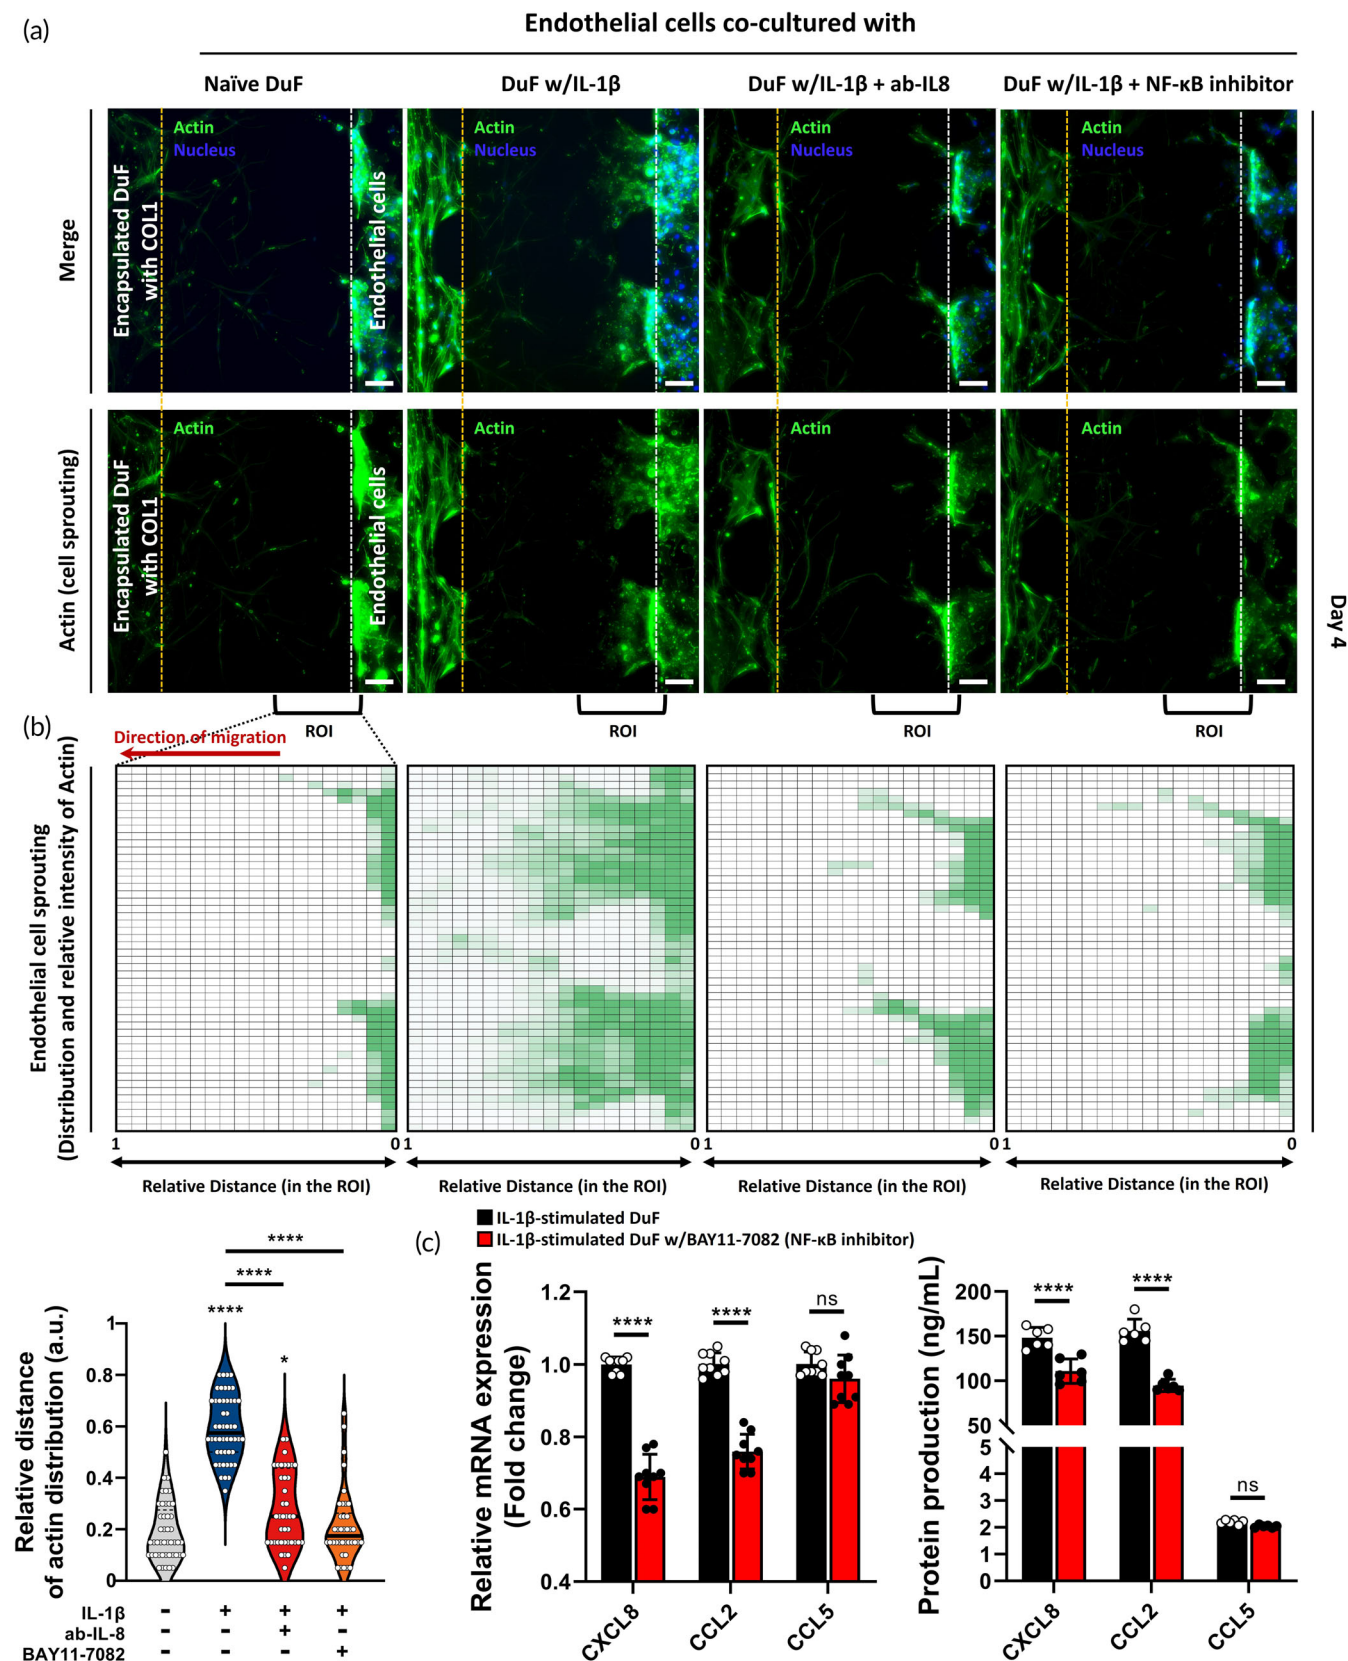 (a)
Endothelial cells co-cultured with
Naïve DuF
DuF w/IL-1β
DuF w/IL-1β + ab-IL8
DuF w/IL-1β + NF-κB inhibitor
Merge
Actin
Nucleus
Encapsulated DuF
with COL1
Endothelial cells
Actin
Nucleus
Actin
Nucleus
Actin
Nucleus
Actin (cell sprouting)
Actin
Encapsulated DuF
with COL1
Endothelial cells
Actin
Actin
Actin
Day 4
ROI
ROI
ROI
ROI
(b)
Direction of migration
Endothelial cell sprouting
(Distribution and relative intensity of Actin)
1 0
1 0
1 0
1 0
Relative Distance (in the ROI)
Relative Distance (in the ROI)
Relative Distance (in the ROI)
Relative Distance (in the ROI)
Relative distance
of actin distribution (a.u.)
1
0.8
0.6
0.4
0.2
0
****
****
****
*
IL-1β - + + +
ab-IL-8 - - + -
BAY11-7082 - - - +
(c)
IL-1β-stimulated DuF
IL-1β-stimulated DuF w/BAY11-7082 (NF-κB inhibitor)
Relative mRNA expression
(Fold change)
1.2
1.0
0.8
0.6
0.4
****
****
ns
CXCL8
CCL2
CCL5
Protein production (ng/mL)
200
150
100
50
5
4
3
2
1
0
****
****
ns
CXCL8
CCL2
CCL5